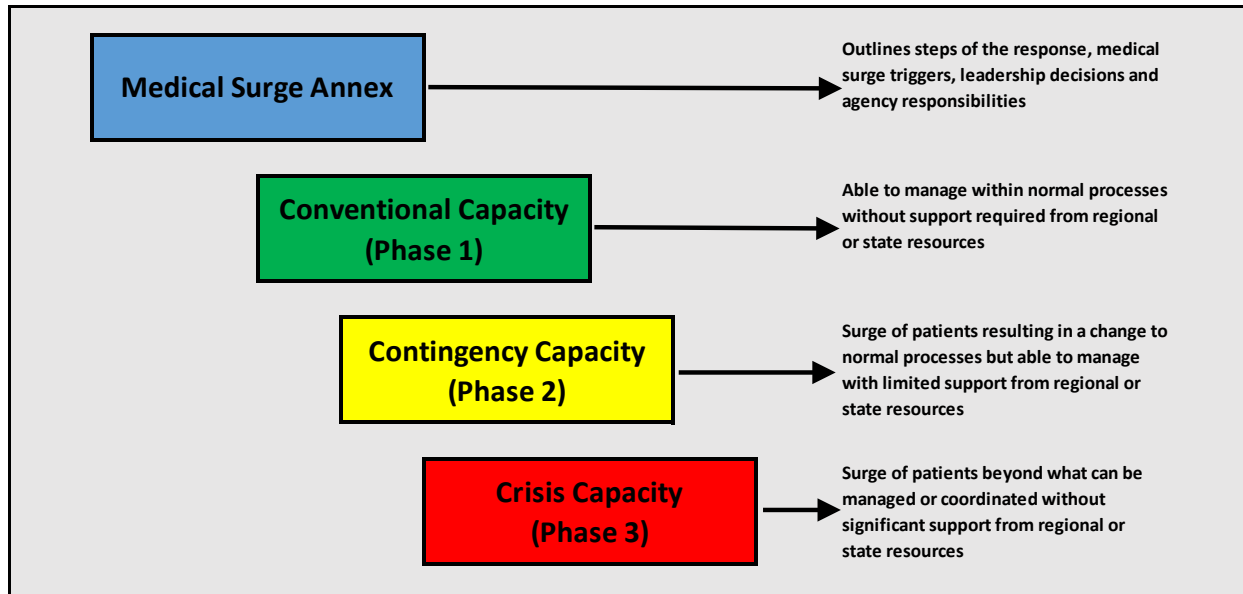 Medical Surge Annex
Outlines steps of the response, medical
surge triggers, leadership decisions and
agency responsibilities
Conventional Capacity
(Phase 1)
Able to manage within normal processes
without support required from regional
or state resources
Contingency Capacity
(Phase 2)
Surge of patients resulting in a change to
normal processes but able to manage
with limited support from regional or
state resources
Crisis Capacity
(Phase 3)
Surge of patients beyond what can be
managed or coordinated without
significant support from regional or
state resources